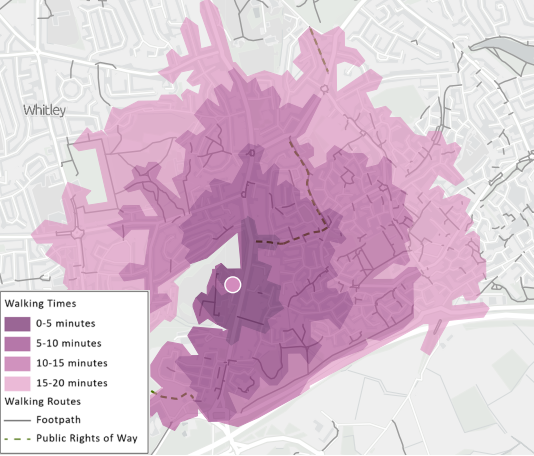 Whitley
Walking Times
0-5 minutes
5-10 minutes
10-15 minutes
15-20 minutes
Walking Routes
Footpath
Public Rights of Way